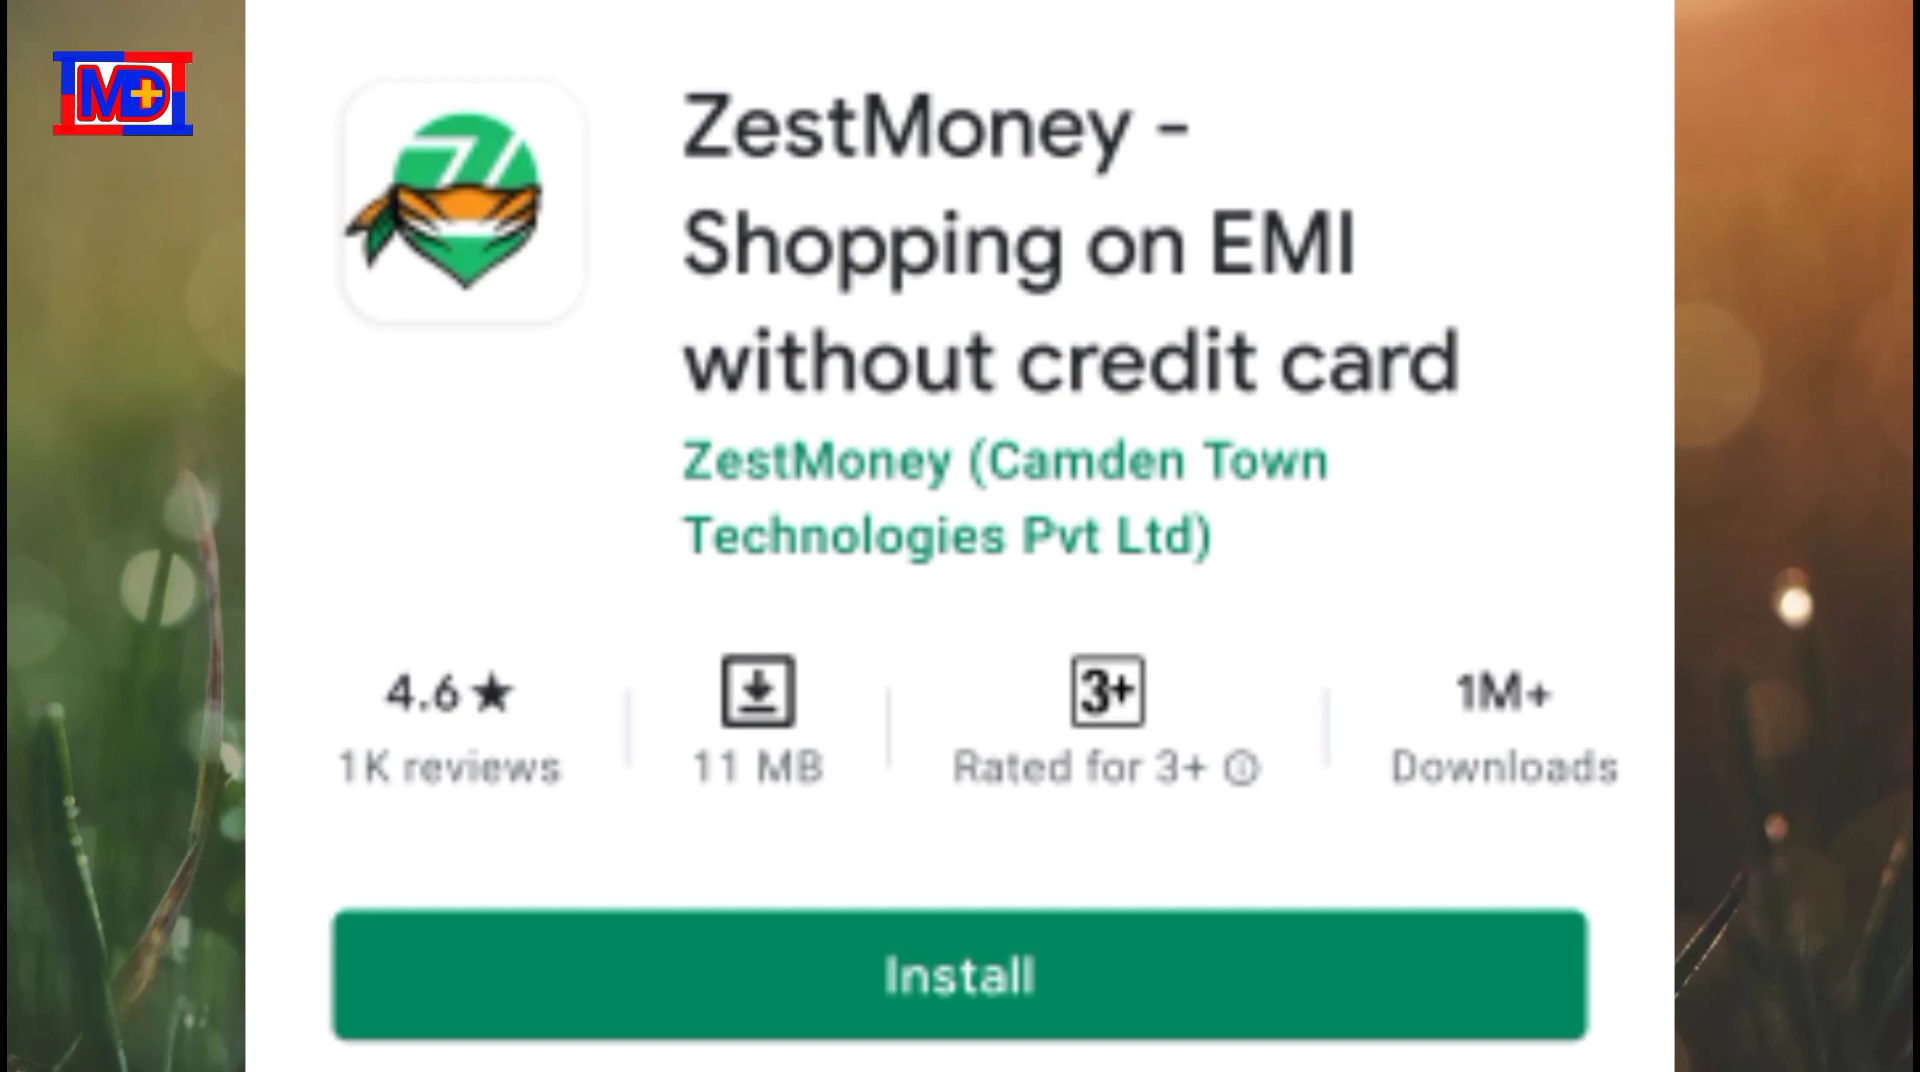 MD+
ZestMoney -
Shopping on EMI
without credit card
ZestMoney (Camden Town
Technologies Pvt Ltd)
4.6 ★
1K reviews
11 MB
3+
Rated for 3+
1M+
Downloads
Install